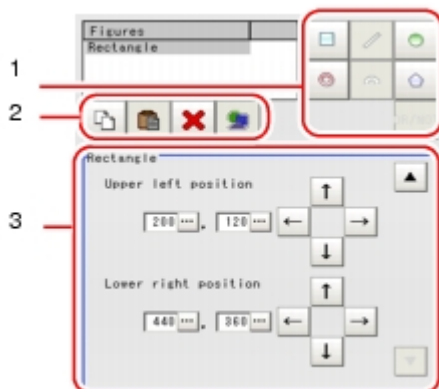 Figures
Rectangle
1
2
3
Rectangle
Upper left position
200 ... , 120 ...
Lower right position
440 ... , 360 ...